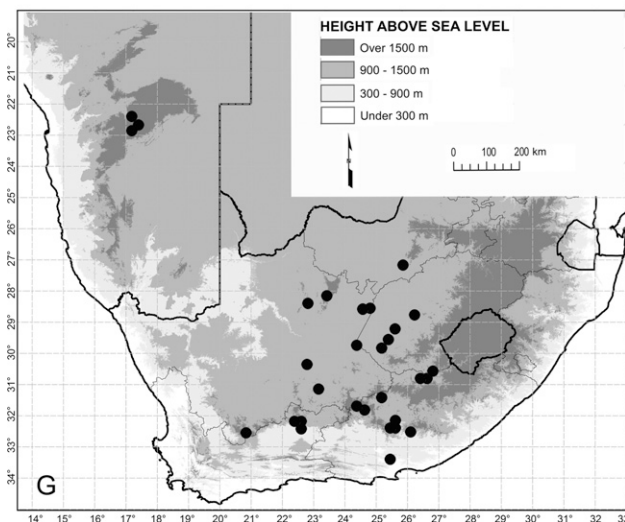 HEIGHT ABOVE SEA LEVEL
Over 1500 m
900 - 1500 m
300 - 900 m
Under 300 m
N
0 50 100 200 km
20°
21°
22°
23°
24°
25°
26°
27°
28°
29°
30°
31°
32°
33°
34°
G
14° 15° 16° 17° 18° 19° 20° 21° 22° 23° 24° 25° 26° 27° 28° 29° 30° 31° 32° 33°